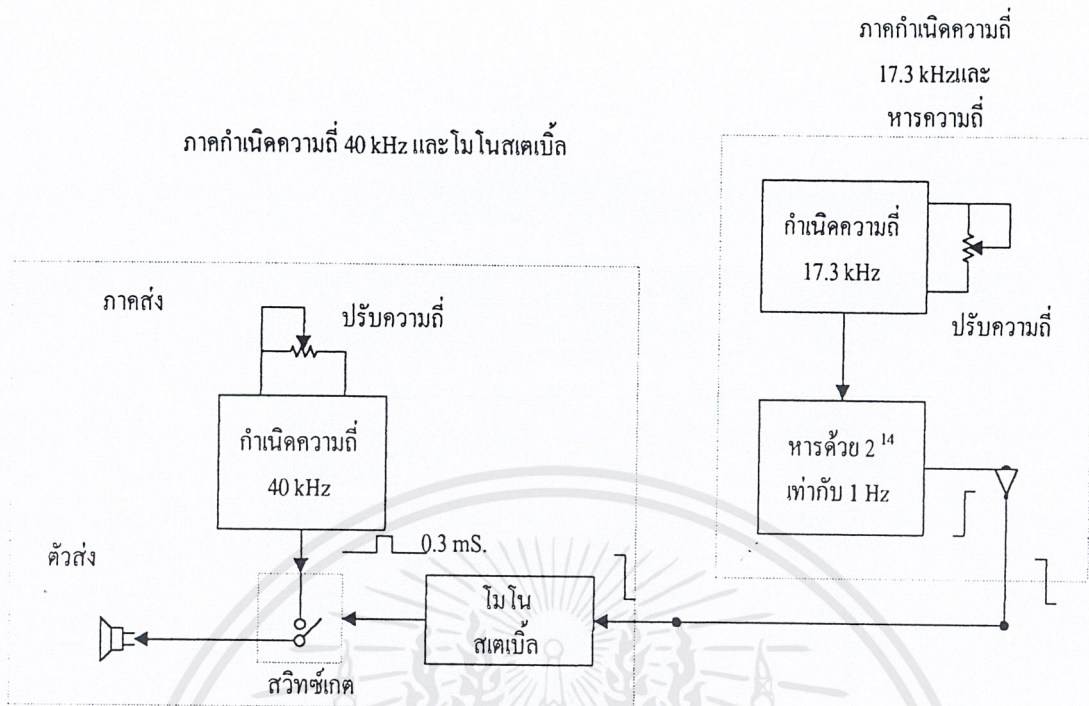 ภาคกำเนิดความถี่
17.3 kHzและ
หารความถี่
ภาคกำเนิดความถี่ 40 kHz และโมโนสเตเบิ้ล
กำเนิดความถี่
17.3 kHz
ปรับความถี่
หารด้วย 2 14
เท่ากับ 1 Hz
ภาคส่ง
ปรับความถี่
กำเนิดความถี่
40 kHz
0.3 mS.
ตัวส่ง
โมโน
สเตเบิ้ล
สวิทซ์เกต